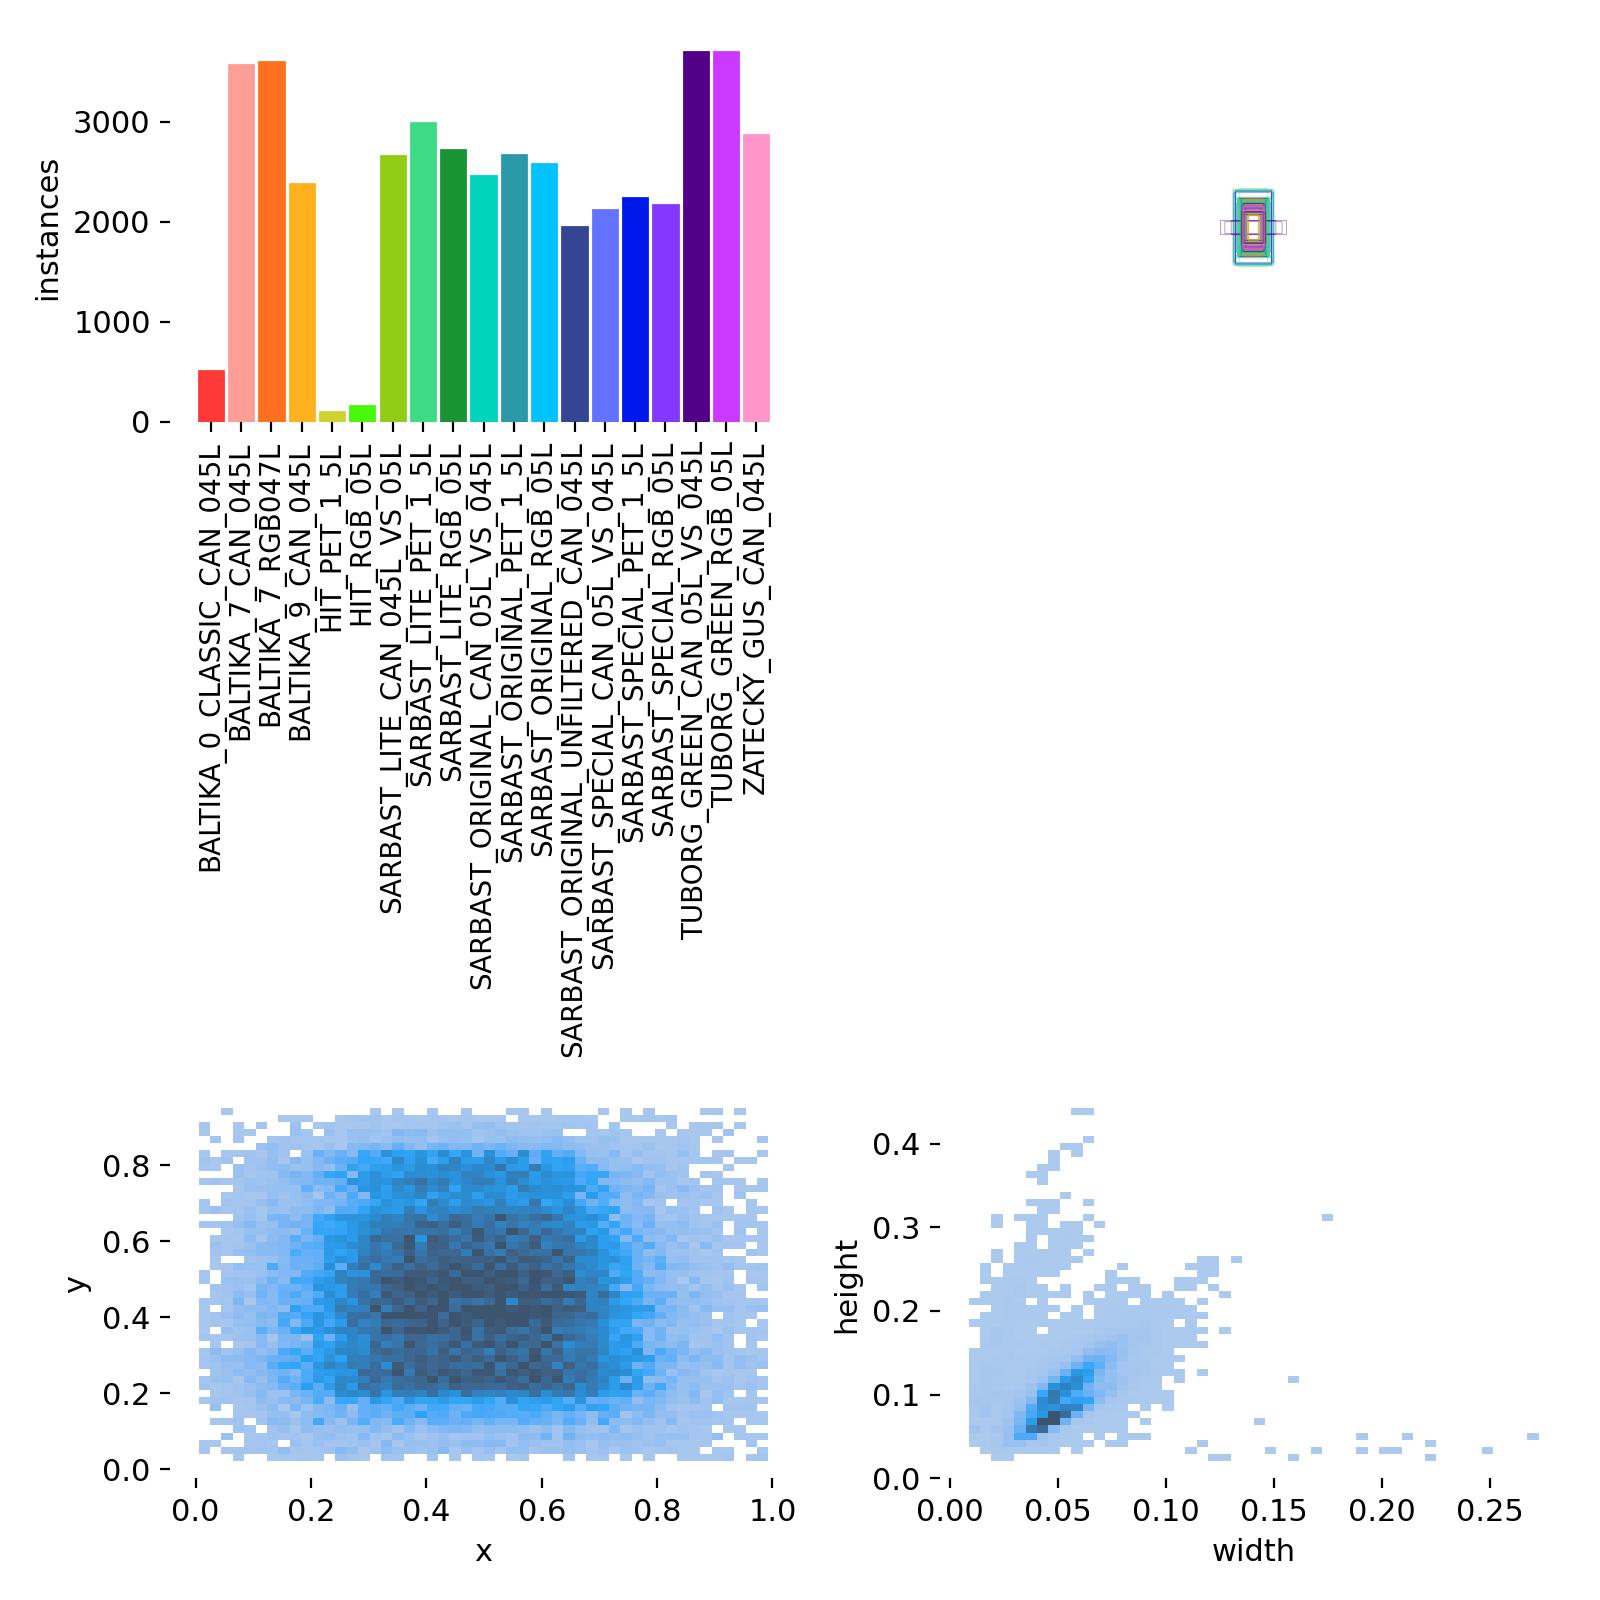 instances
3000
2000
1000
0
BALTIKA_0_CLASSIC_CAN_045L
BALTIKA_7_CAN_045L
BALTIKA_7_RGB047L
BALTIKA_9_CAN_045L
HIT_PET_1_5L
HIT_RGB_05L
SARBAST_LITE_CAN_045L_VS_05L
SARBAST_LITE_PET_1_5L
SARBAST_LITE_RGB_05L
SARBAST_ORIGINAL_CAN_05L_VS_045L
SARBAST_ORIGINAL_PET_1_5L
SARBAST_ORIGINAL_RGB_05L
SARBAST_ORIGINAL_UNFILTERED_CAN_045L
SARBAST_SPECIAL_CAN_05L_VS_045L
SARBAST_SPECIAL_PET_1_5L
SARBAST_SPECIAL_RGB_05L
TUBORG_GREEN_CAN_05L_VS_045L
TUBORG_GREEN_RGB_05L
ZATECKY_GUS_CAN_045L
y
0.8
0.6
0.4
0.2
0.0
0.0 0.2 0.4 0.6 0.8 1.0
x
height
0.4
0.3
0.2
0.1
0.0
0.00 0.05 0.10 0.15 0.20 0.25
width